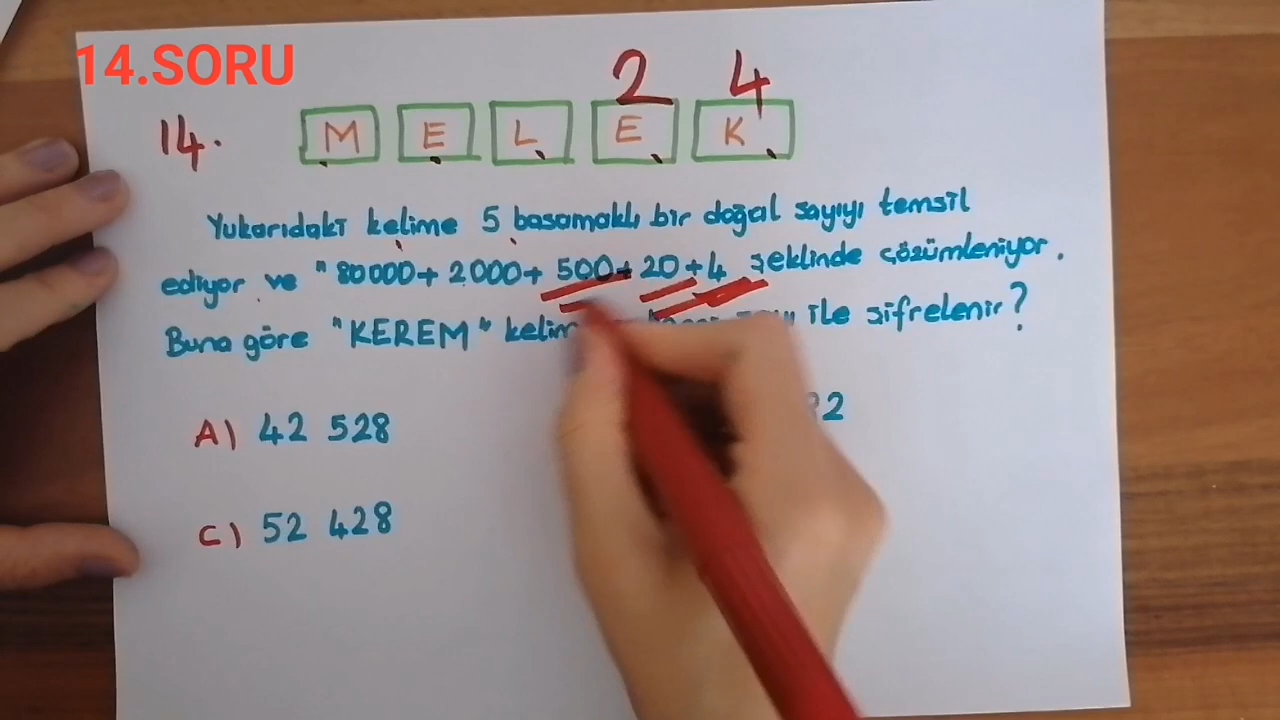 14.SORU
2 4
14. M E L E K
Yukarıdaki kelime 5 basamaklı bir doğal sayıyı temsil
ediyor ve "80000+ 2000+ 500+ 20+4 şeklinde çözümleniyor.
Buna göre "KEREM" ile şifrelenir?
A) 42 528
C) 52 428